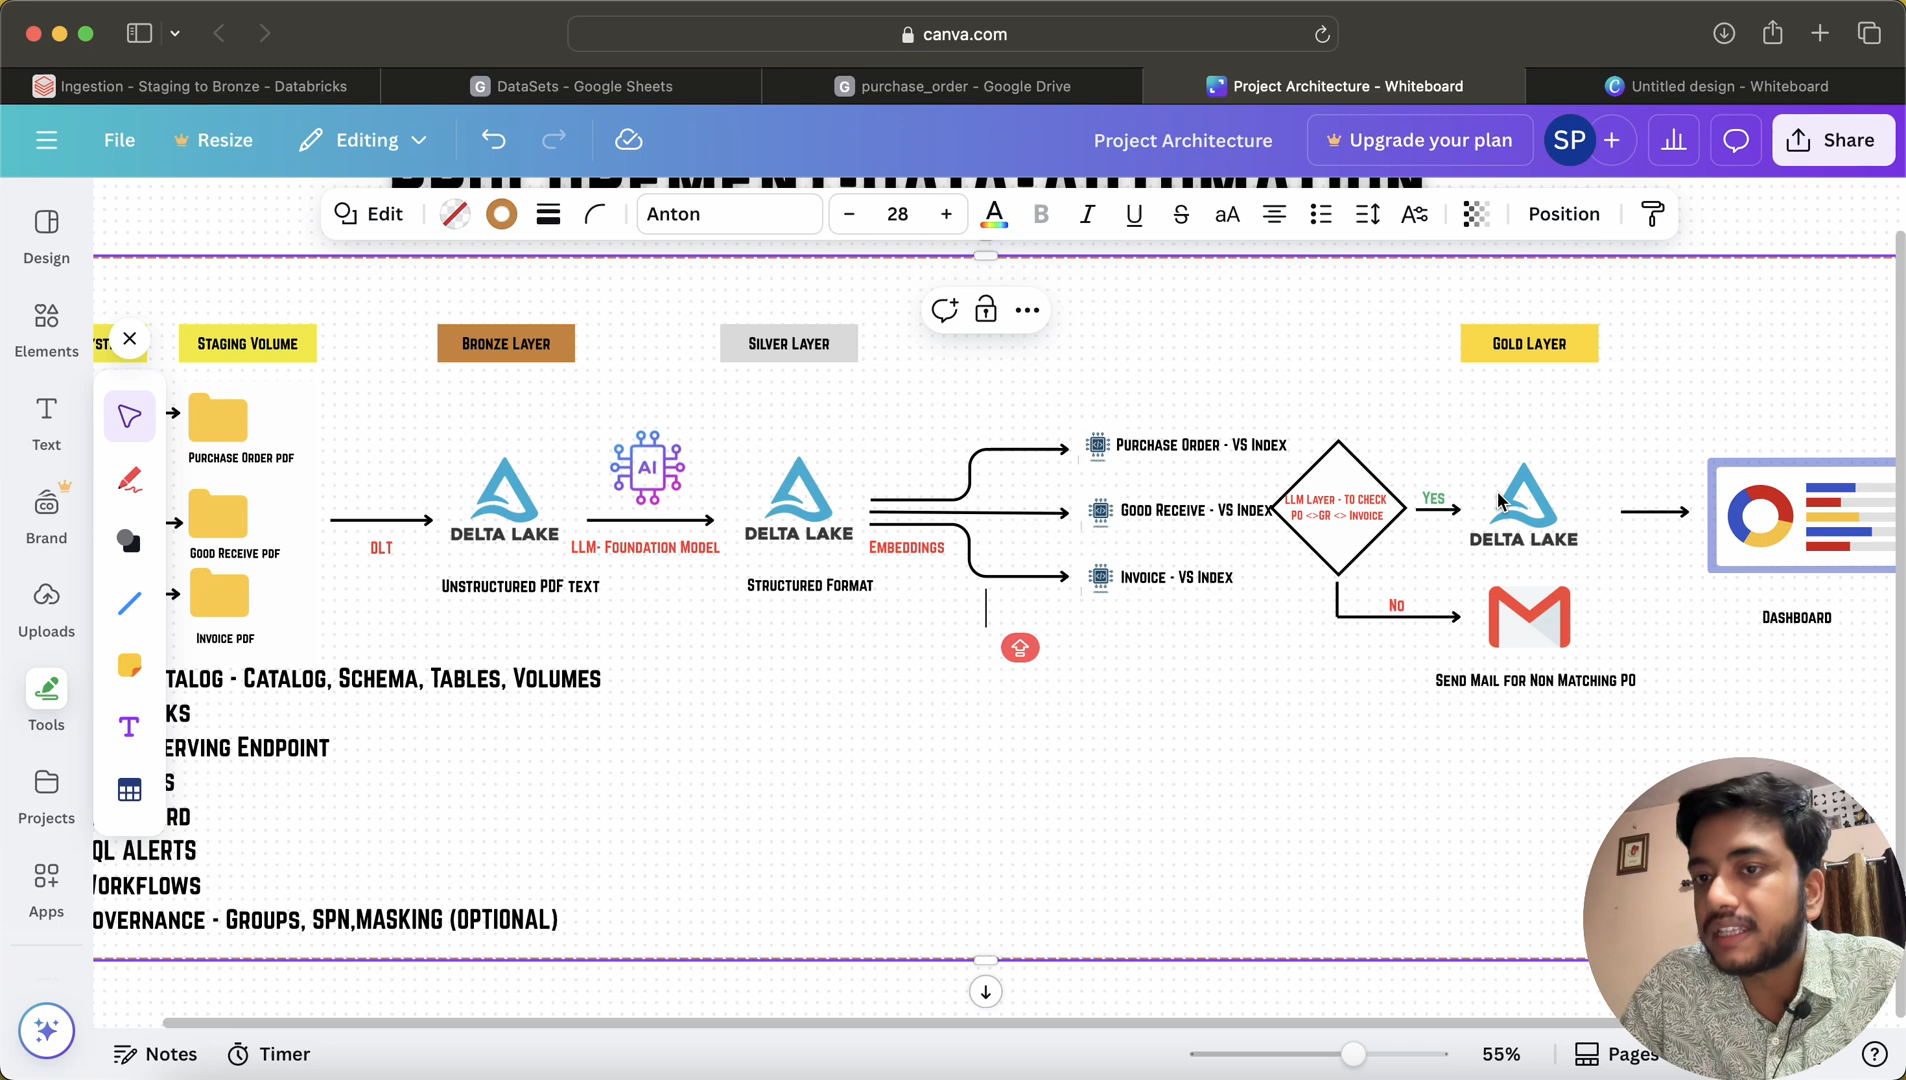 canva.com
Ingestion - Staging to Bronze - Databricks
DataSets - Google Sheets
purchase_order - Google Drive
Project Architecture - Whiteboard
Untitled design - Whiteboard
File
Resize
Editing
Project Architecture
Upgrade your plan
SP
Share
PROCUREMENT-DATA-AUTOMATION
Edit
Anton
28
A
B
I
U
S
aA
Position
Design
Elements
Text
Brand
Uploads
Tools
Projects
Apps
STAGING VOLUME
BRONZE LAYER
SILVER LAYER
GOLD LAYER
PURCHASE ORDER PDF
GOOD RECEIVE PDF
INVOICE PDF
DLT
DELTA LAKE
UNSTRUCTURED PDF TEXT
AI
LLM- FOUNDATION MODEL
DELTA LAKE
STRUCTURED FORMAT
EMBEDDINGS
PURCHASE ORDER - VS INDEX
GOOD RECEIVE - VS INDEX
INVOICE - VS INDEX
LLM LAYER - TO CHECK
PO <>GR <> INVOICE
YES
NO
DELTA LAKE
SEND MAIL FOR NON MATCHING PO
DASHBOARD
TALOG - CATALOG, SCHEMA, TABLES, VOLUMES
KS
ERVING ENDPOINT
S
RD
QL ALERTS
WORKFLOWS
OVERNANCE - GROUPS, SPN,MASKING (OPTIONAL)
Notes
Timer
55%
Pages